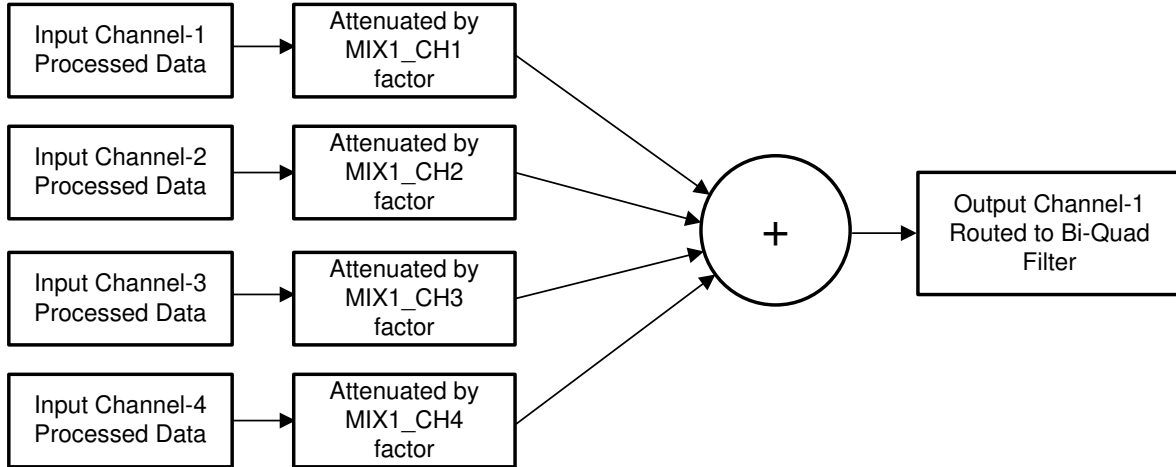 Input Channel-1
Processed Data
Attenuated by
MIX1_CH1
factor
Input Channel-2
Processed Data
Attenuated by
MIX1_CH2
factor
Input Channel-3
Processed Data
Attenuated by
MIX1_CH3
factor
Input Channel-4
Processed Data
Attenuated by
MIX1_CH4
factor
+
Output Channel-1
Routed to Bi-Quad
Filter